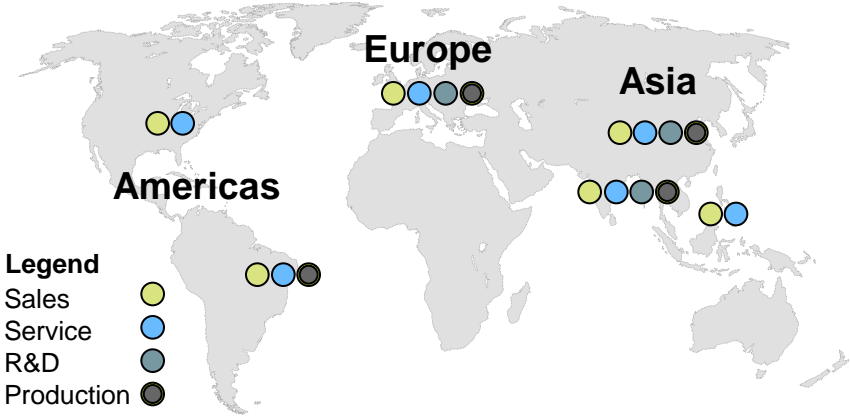 Europe
Asia
Americas
Legend
Sales
Service
R&D
Production